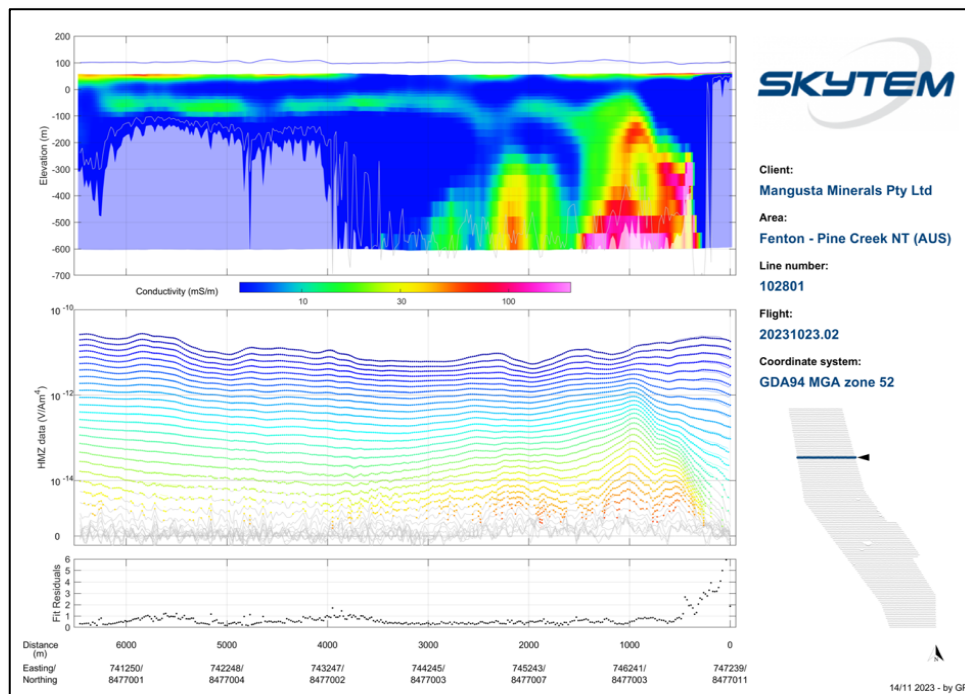 200
100
0
-100
-200
-300
-400
-500
-600
-700
Elevation (m)
Conductivity (mS/m)
10
30
100
10 -10
10 -12
10 -14
0
HMZ data (V/Am⁴)
6
5
4
3
2
1
0
Fit Residuals
Distance (m) 6000 5000 4000 3000 2000 1000 0
Easting/ 741250/ 742248/ 743247/ 744245/ 745243/ 746241/ 747239/
Northing 8477001 8477004 8477002 8477003 8477007 8477003 8477011
SKYTEM
Client:
Mangusta Minerals Pty Ltd
Area:
Fenton - Pine Creek NT (AUS)
Line number:
102801
Flight:
20231023.02
Coordinate system:
GDA94 MGA zone 52
N
14/11 2023 - by GF